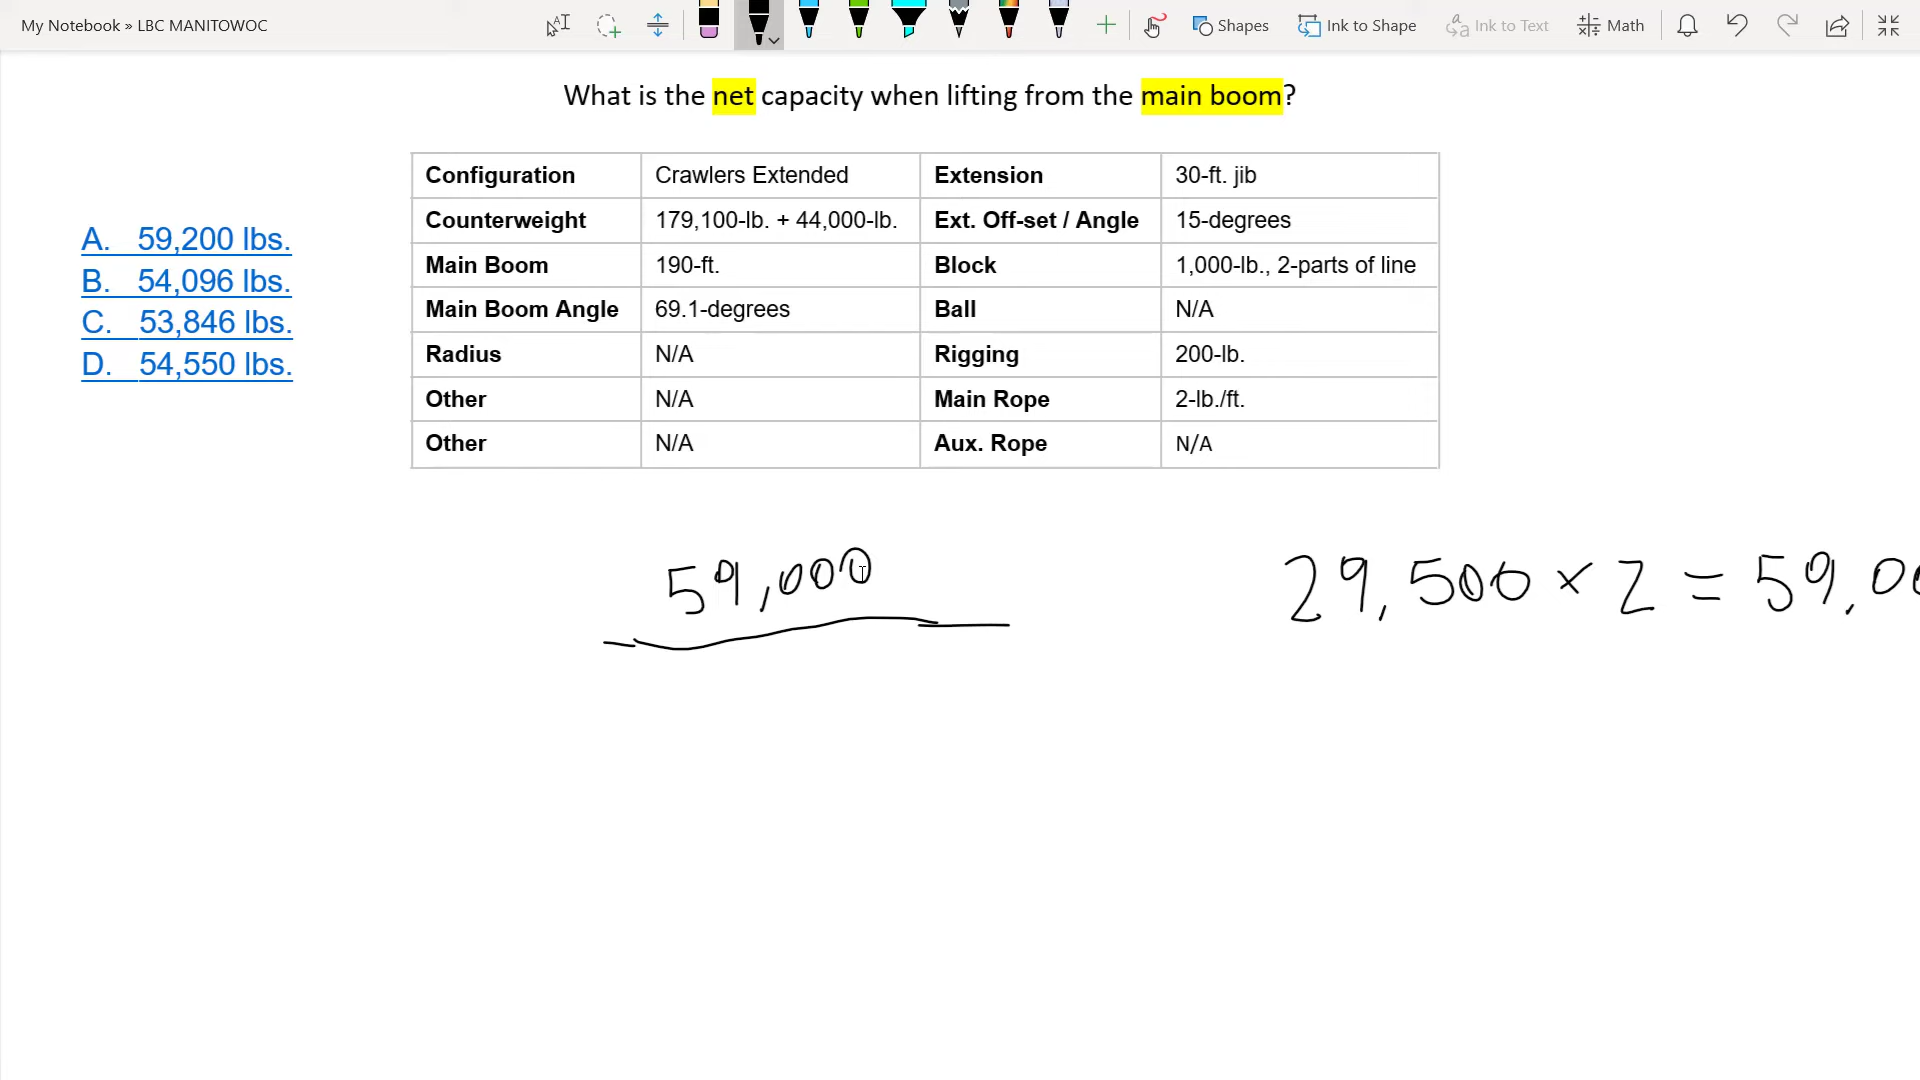 My Notebook » LBC MANITOWOC
Shapes Ink to Shape Ink to Text Math
What is the net capacity when lifting from the main boom?
Configuration Crawlers Extended Extension 30-ft. jib
Counterweight 179,100-lb. + 44,000-lb. Ext. Off-set / Angle 15-degrees
Main Boom 190-ft. Block 1,000-lb., 2-parts of line
Main Boom Angle 69.1-degrees Ball N/A
Radius N/A Rigging 200-lb.
Other N/A Main Rope 2-lb./ft.
Other N/A Aux. Rope N/A
A. 59,200 lbs.
B. 54,096 lbs.
C. 53,846 lbs.
D. 54,550 lbs.
59,000
29,500 × 2 = 59,00